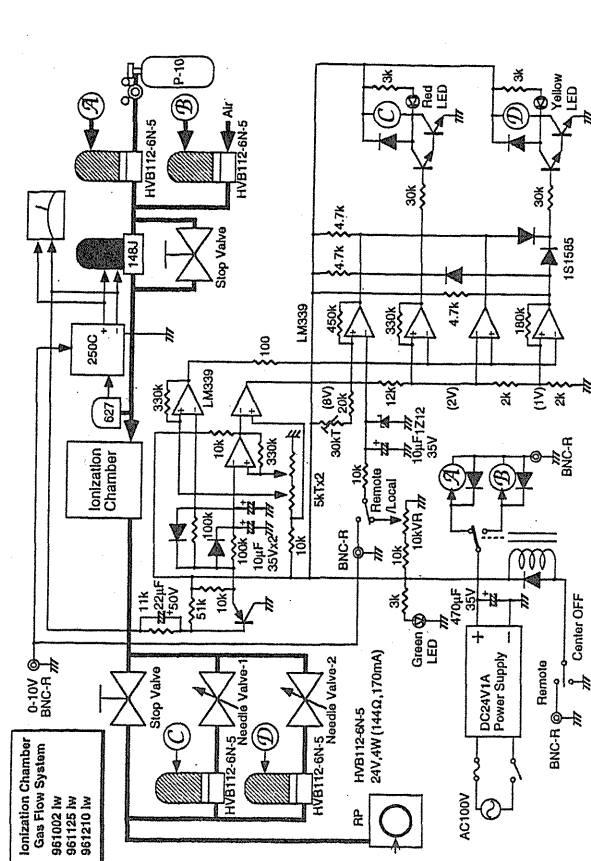 Ionization Chamber
Gas Flow System
961002 Iw
961125 Iw
961210 Iw
0-10V
BNC-R
Ionization
Chamber
627
250C
+
−
148J
Stop Valve
A
HVB112-6N-5
P-10
B
Air
HVB112-6N-5
Stop Valve
Needle Valve-1
Needle Valve-2
C
HVB112-6N-5
D
HVB112-6N-5
RP
HVB112-6N-5
24V,4W (144Ω,170mA)
11k
22μF
50V
51k
10k
100k
100k
10μF
35Vx2
330k
LM339
10k
330k
5kTx2
10k
100
BNC-R
Remote
/Local
10k
10μF
35V
1Z12
10kVR
10k
3k
Green
LED
30kT
(8V)
20k
12k
(2V)
2k
(1V)
2k
LM339
450k
330k
180k
4.7k
4.7k
4.7k
1S1585
30k
30k
C
3k
Red
LED
D
3k
Yellow
LED
AC100V
DC24V1A
Power Supply
+
−
470μF
35V
A
B
BNC-R
Remote
BNC-R
Center OFF